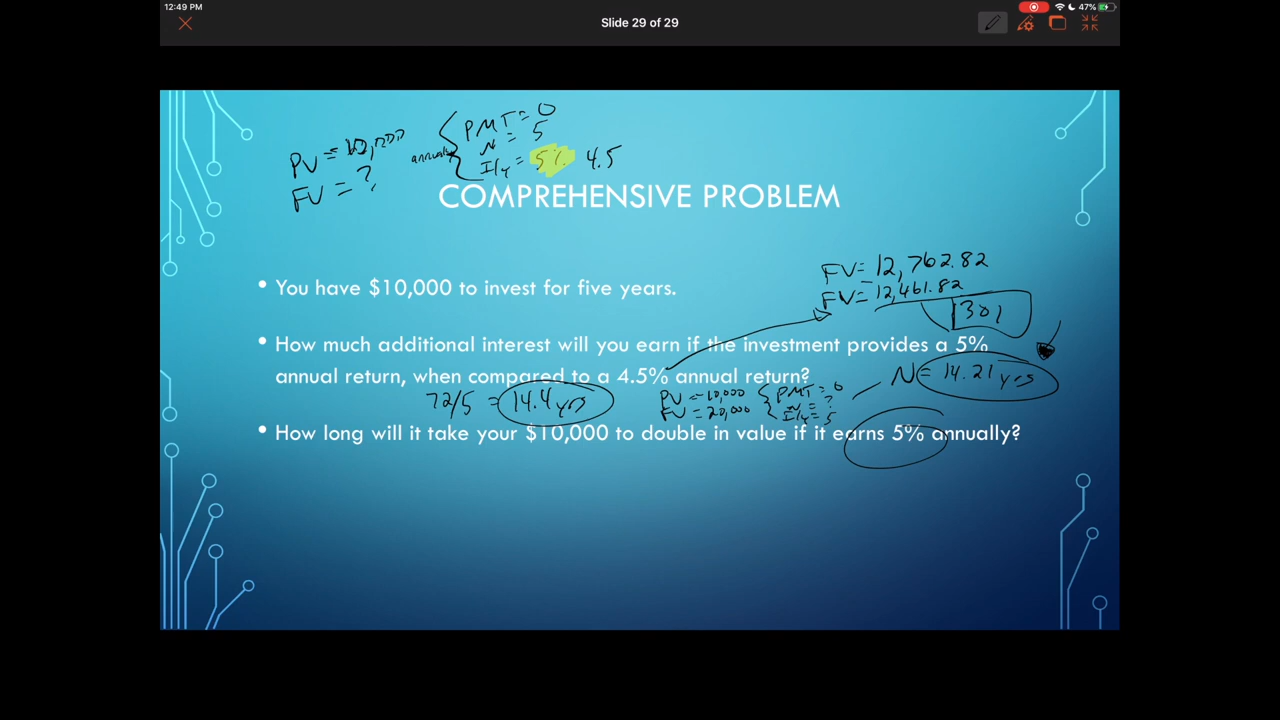 12:49 PM
47%
Slide 29 of 29
PV = 10,000
FV = ?
annually
PMT = 0
N = 5
I/Y = 5% 4.5
COMPREHENSIVE PROBLEM
• You have $10,000 to invest for five years.
FV = 12,762.82
FV = 12,461.82
301
• How much additional interest will you earn if the investment provides a 5%
annual return, when compared to a 4.5% annual return?
72/5 = 14.4 yrs
PV = 10,000
FV = 20,000
PMT = 0
N = ?
I/Y = 5
N = 14.21 yrs
• How long will it take your $10,000 to double in value if it earns 5% annually?